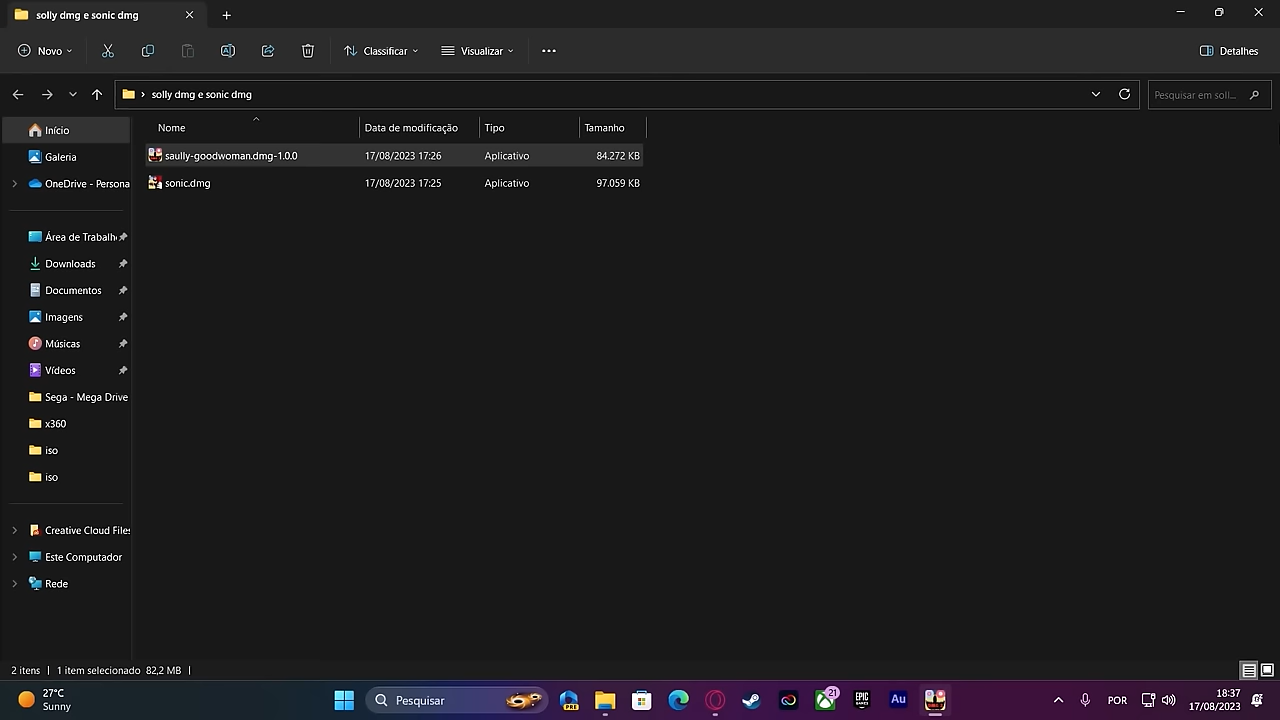 solly dmg e sonic dmg
Novo
Classificar
Visualizar
Detalhes
solly dmg e sonic dmg
Pesquisar em soll...
Nome
Data de modificação
Tipo
Tamanho
saully-goodwoman.dmg-1.0.0
17/08/2023 17:26
Aplicativo
84.272 KB
sonic.dmg
17/08/2023 17:25
Aplicativo
97.059 KB
Início
Galeria
OneDrive - Persona
Área de Trabalh
Downloads
Documentos
Imagens
Músicas
Vídeos
Sega - Mega Drive
x360
iso
iso
Creative Cloud Files
Este Computador
Rede
2 itens
1 item selecionado 82,2 MB
27°C
Sunny
Pesquisar
PRE
21
EPIC GAMES
Au
POR
18:37
17/08/2023